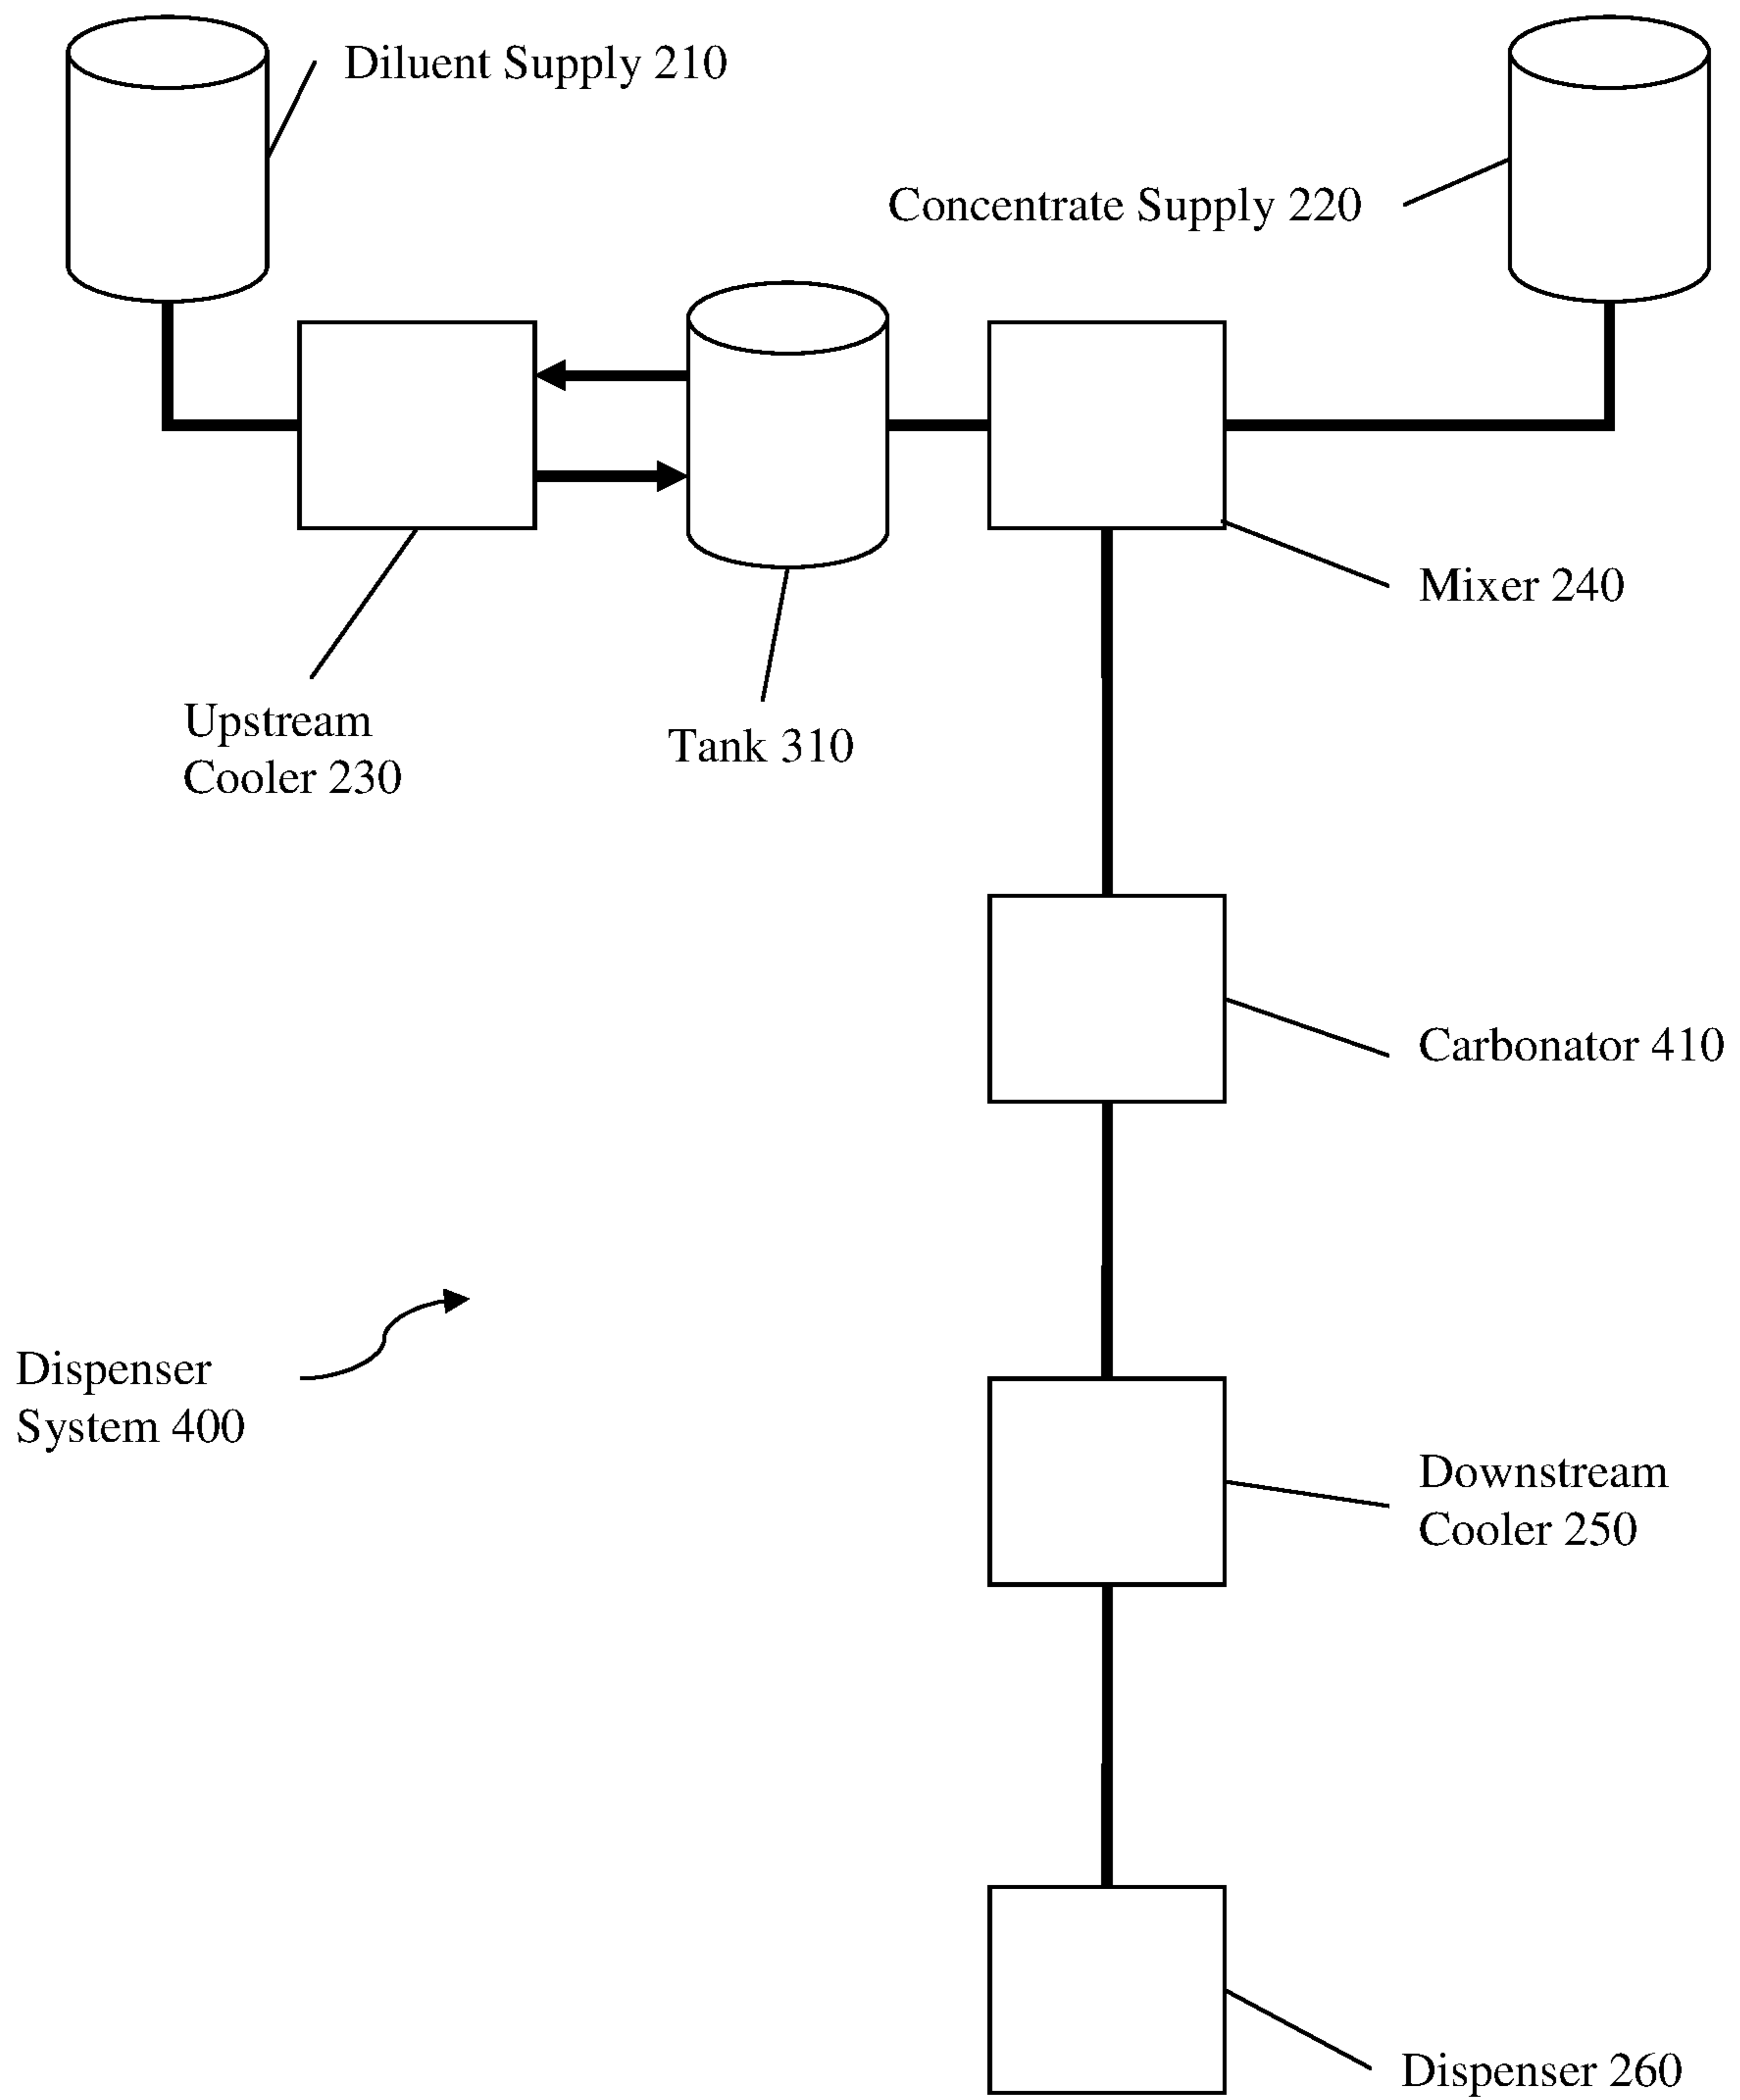 Diluent Supply 210
Concentrate Supply 220
Mixer 240
Upstream
Cooler 230
Tank 310
Carbonator 410
Dispenser
System 400
Downstream
Cooler 250
Dispenser 260